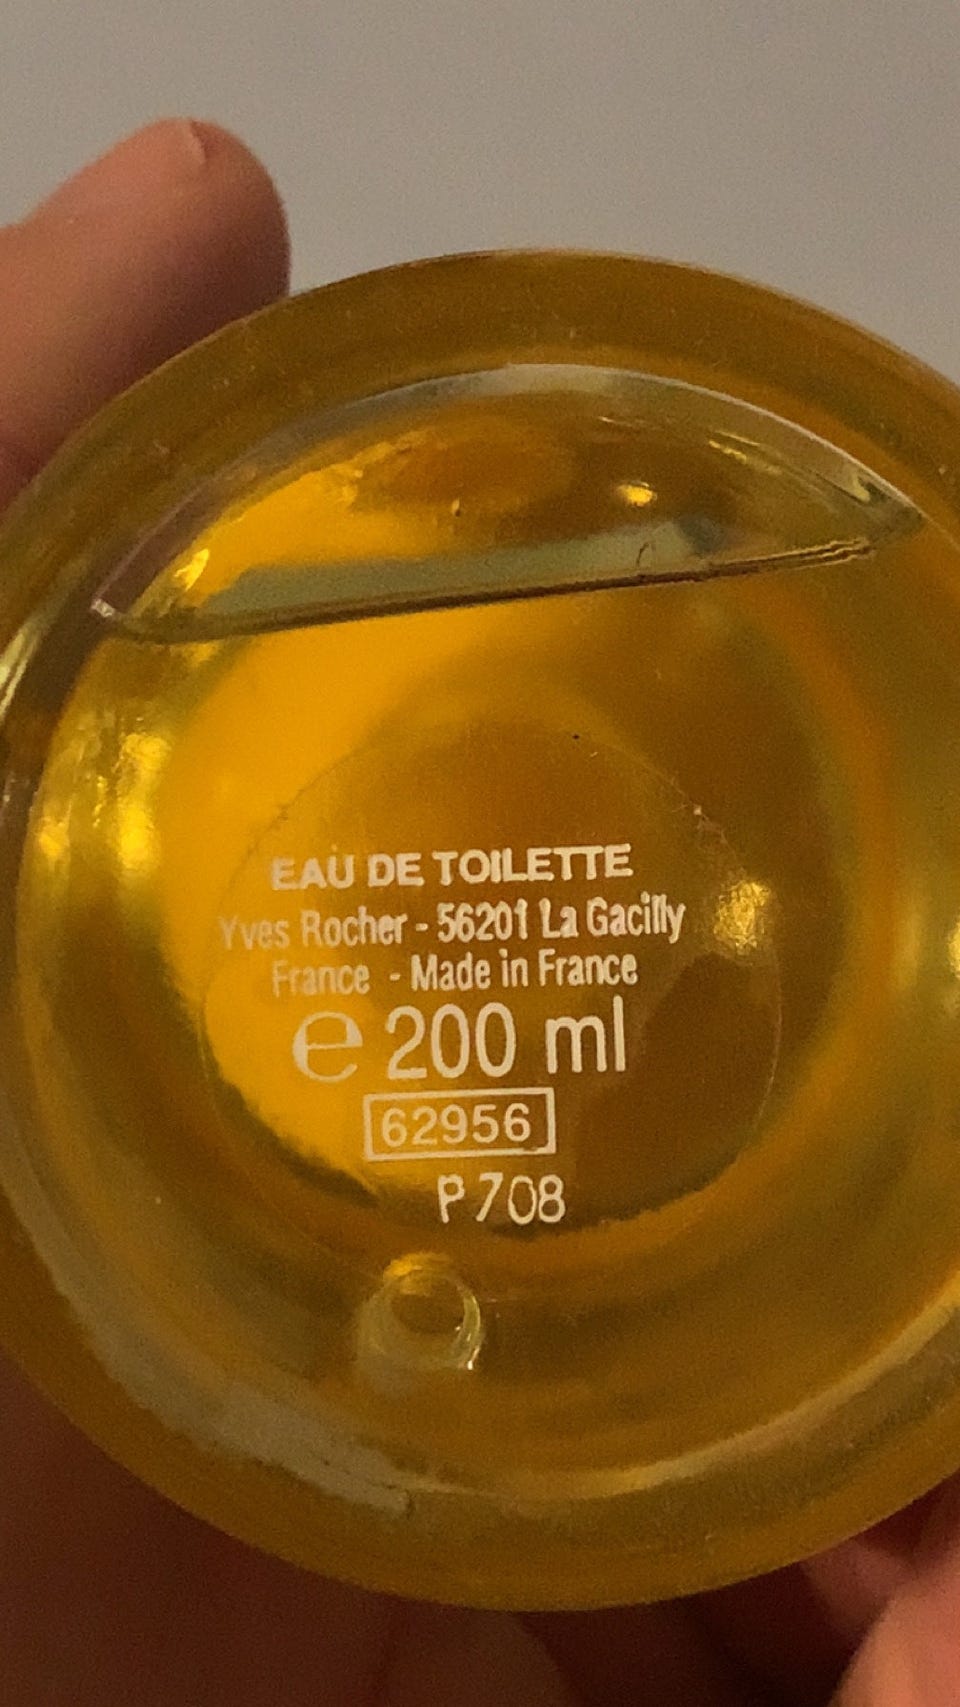 EAU DE TOILETTE
Yves Rocher - 56201 La Gacilly
France - Made in France
℮ 200 ml
62956
P708